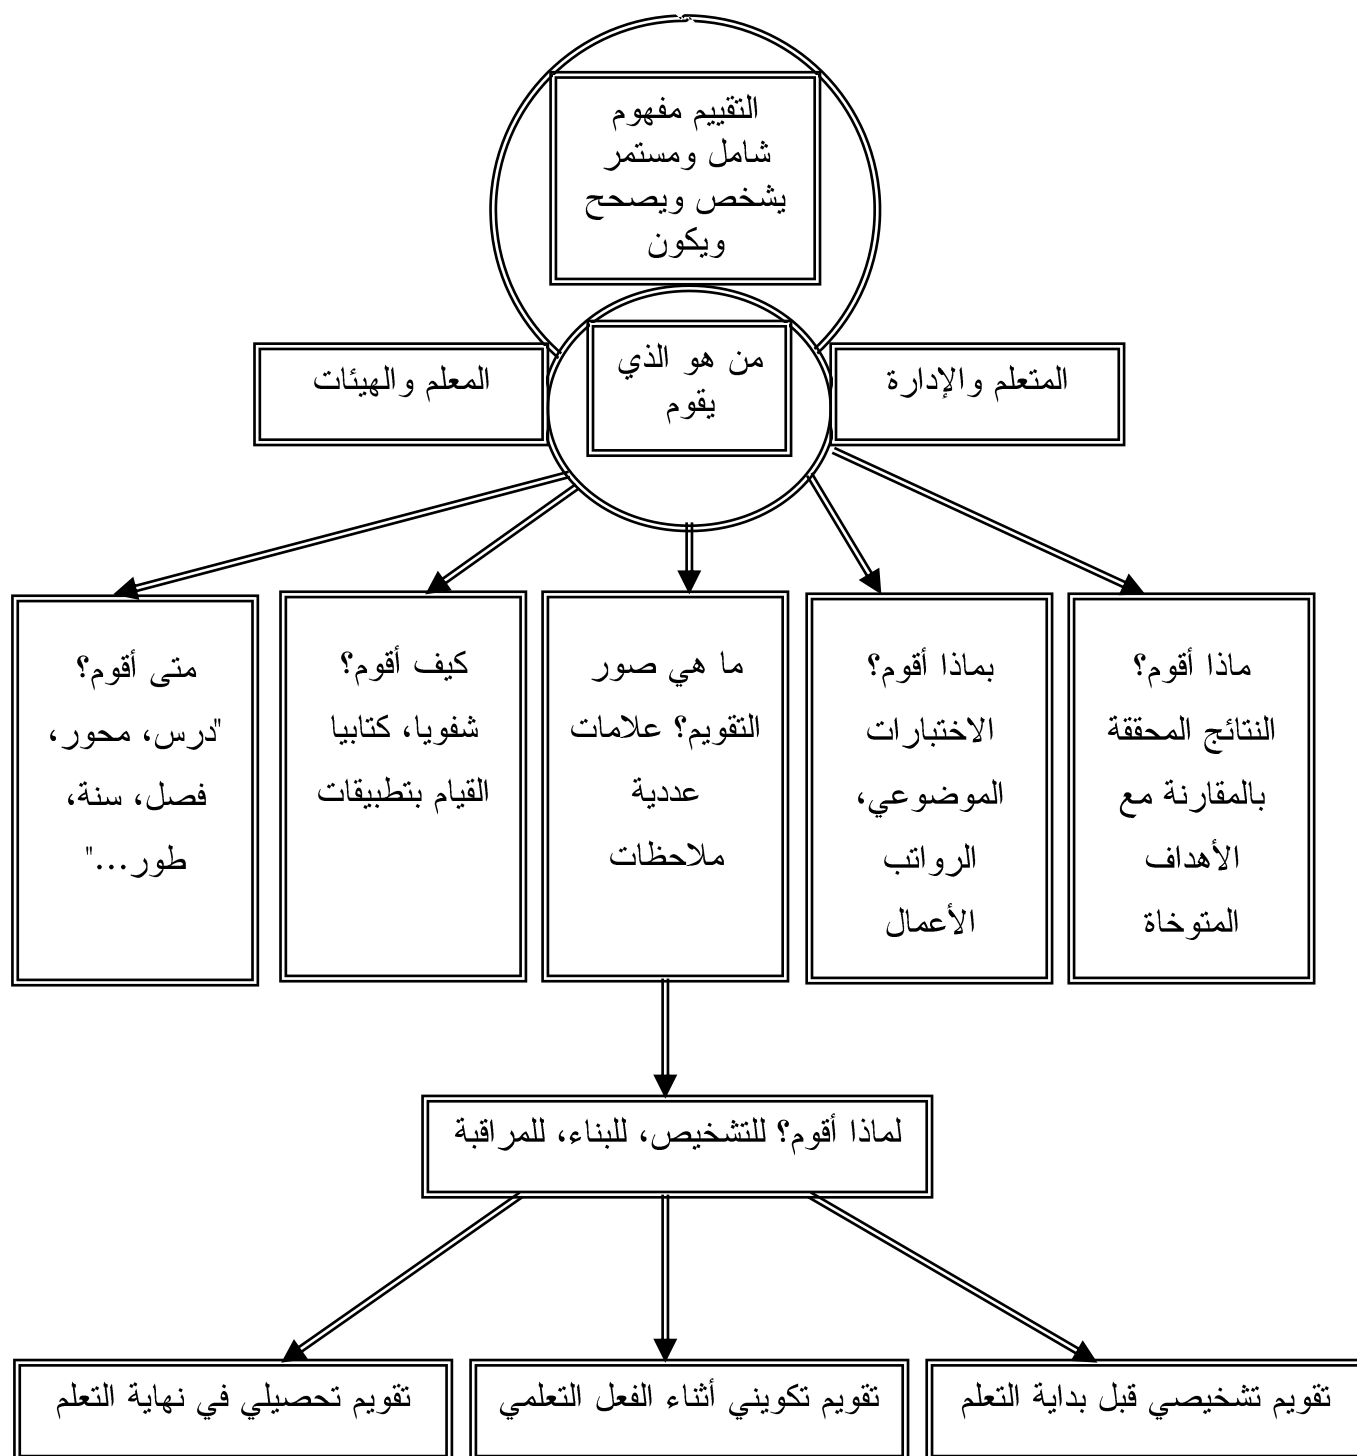 التقييم مفهوم
شامل ومستمر
يشخص ويصحح
ويكون
من هو الذي
يقوم
المتعلم والإدارة
المعلم والهيئات
ماذا أقوم؟
النتائج المحققة
بالمقارنة مع
الأهداف
المتوخاة
بماذا أقوم؟
الاختبارات
الموضوعي،
الرواتب
الأعمال
ما هي صور
التقويم؟ علامات
عددية
ملاحظات
كيف أقوم؟
شفويا، كتابيا
القيام بتطبيقات
متى أقوم؟
"درس، محور،
فصل، سنة،
طور..."
لماذا أقوم؟ للتشخيص، للبناء، للمراقبة
تقويم تشخيصي قبل بداية التعلم
تقويم تكويني أثناء الفعل التعلمي
تقويم تحصيلي في نهاية التعلم